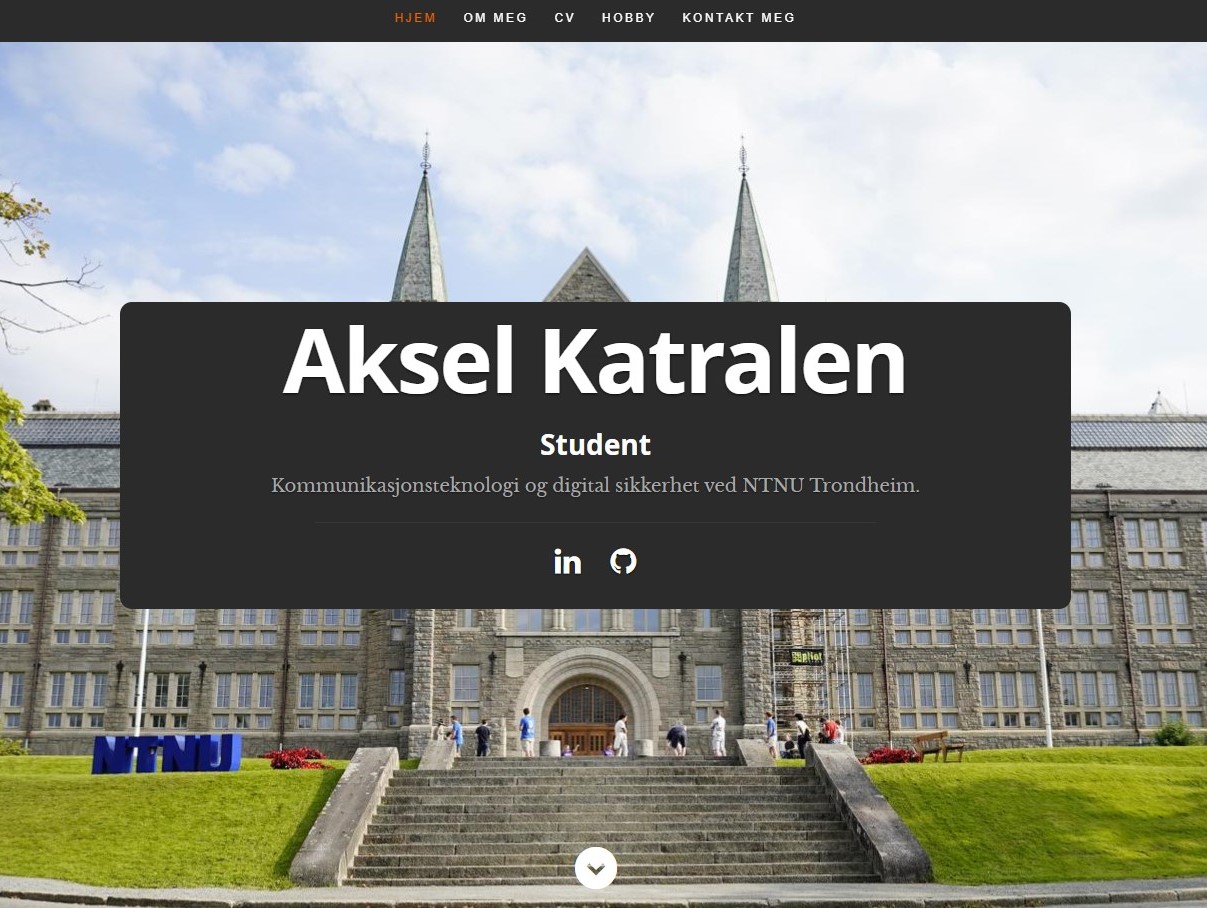 HJEM OM MEG CV HOBBY KONTAKT MEG
Aksel Katralen
Student
Kommunikasjonsteknologi og digital sikkerhet ved NTNU Trondheim.
in
NTNU